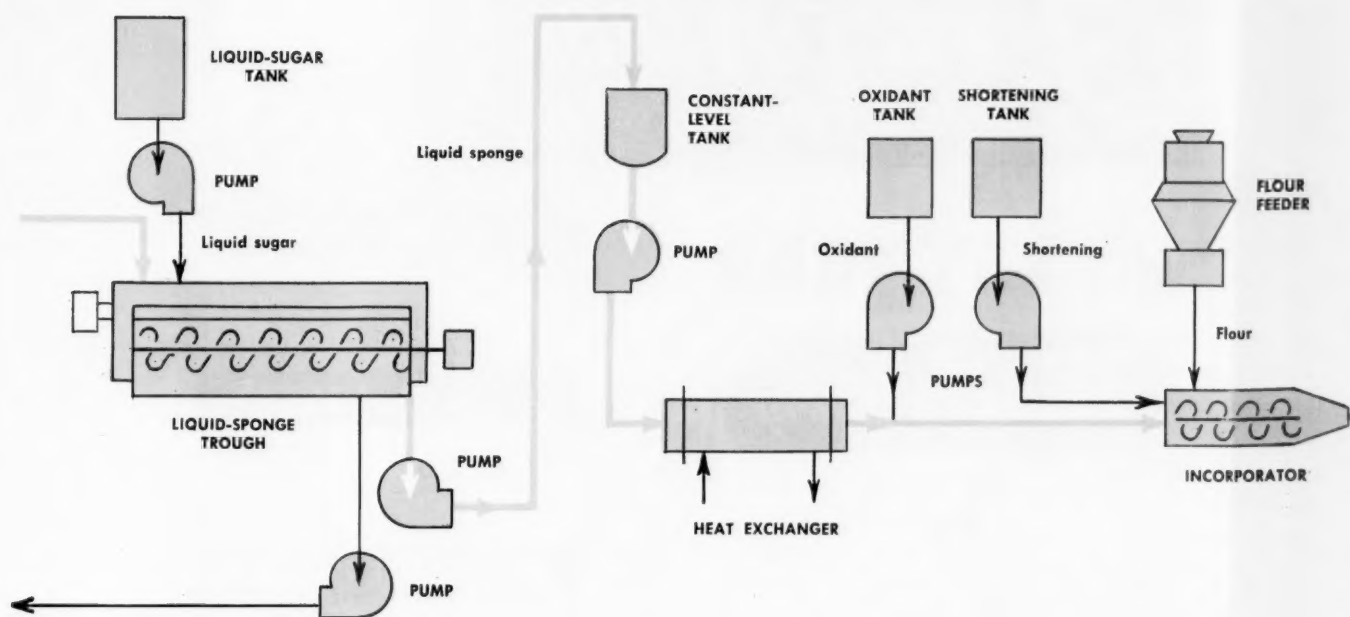 LIQUID-SUGAR
TANK
PUMP
Liquid sugar
LIQUID-SPONGE
TROUGH
PUMP
PUMP
Liquid sponge
CONSTANT-
LEVEL
TANK
PUMP
HEAT EXCHANGER
OXIDANT
TANK
SHORTENING
TANK
Oxidant
Shortening
PUMPS
FLOUR
FEEDER
Flour
INCORPORATOR